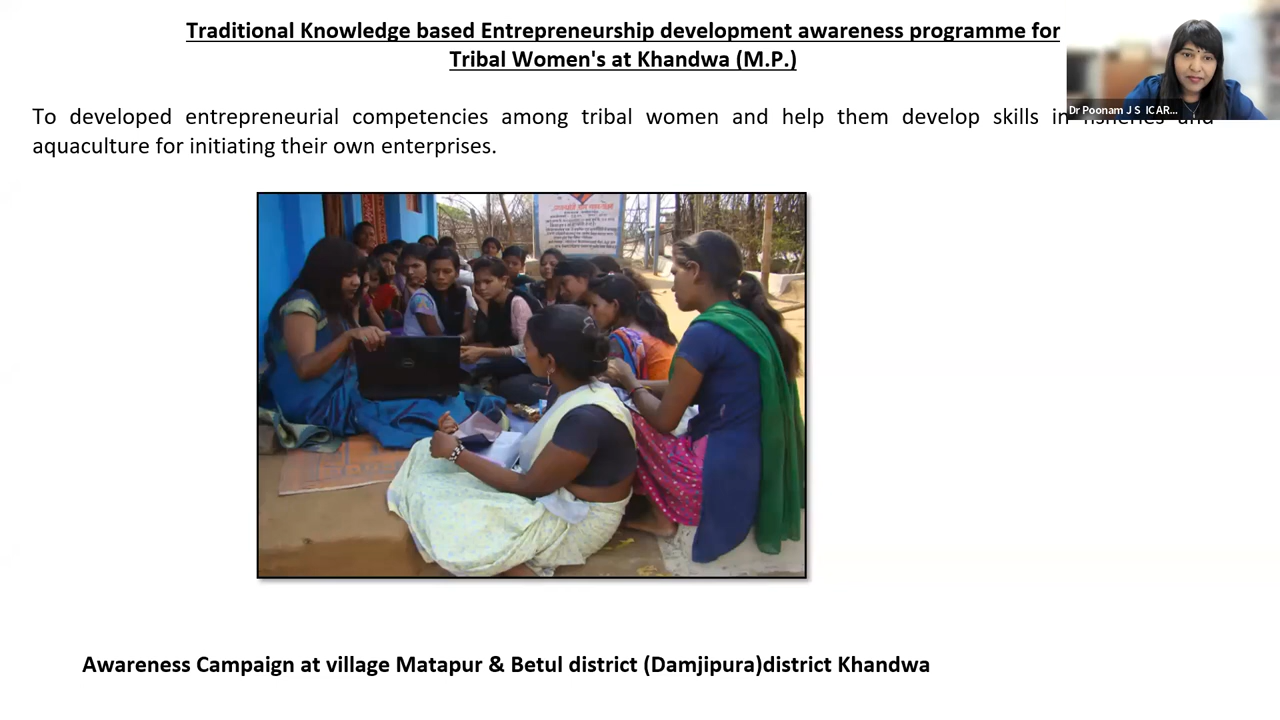 Traditional Knowledge based Entrepreneurship development awareness programme for
Tribal Women's at Khandwa (M.P.)
Dr Poonam J S ICAR...
To developed entrepreneurial competencies among tribal women and help them develop skills in fisheries and
aquaculture for initiating their own enterprises.
Awareness Campaign at village Matapur & Betul district (Damjipura)district Khandwa